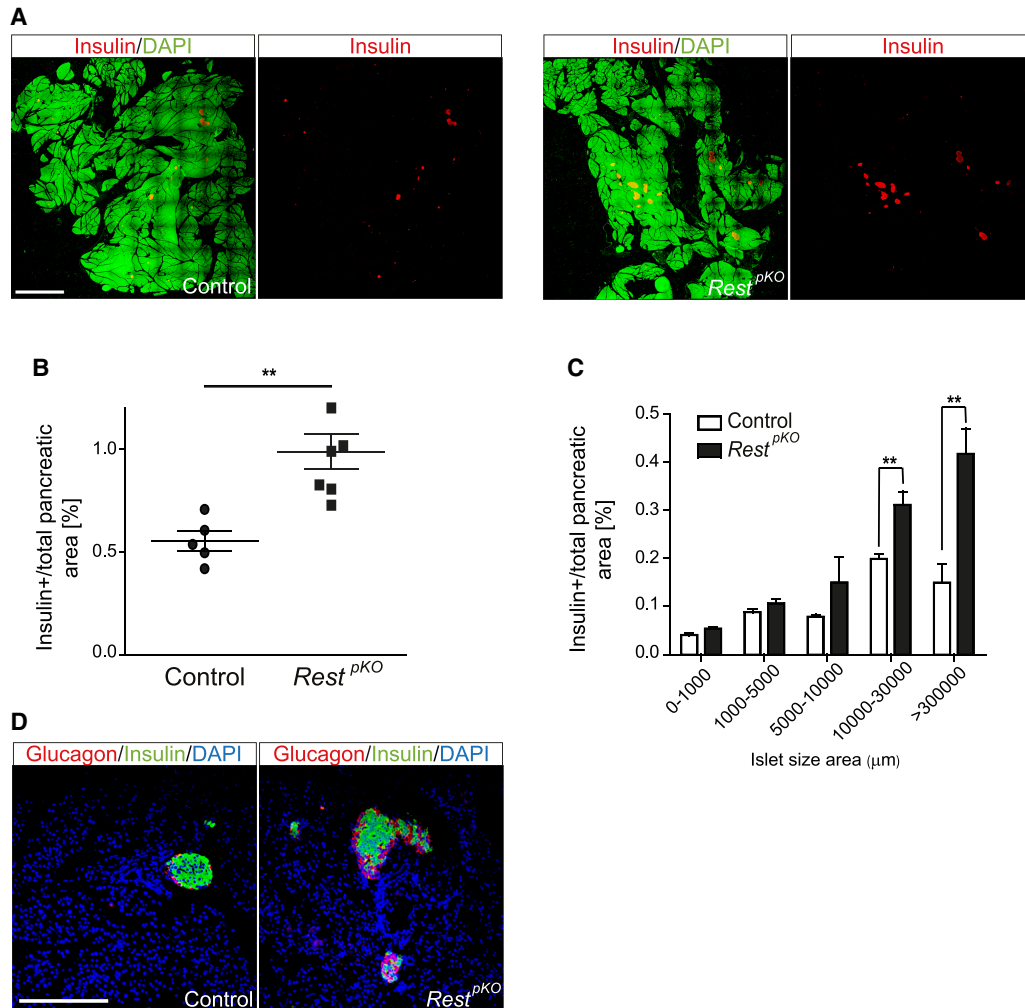 A
Insulin/DAPI
Insulin
Insulin/DAPI
Insulin
Control
Rest pKO
B
**
Insulin+/total pancreatic
area [%]
1.0
0.5
0.0
Control
Rest pKO
C
Insulin+/total pancreatic
area [%]
0.5
0.4
0.3
0.2
0.1
0.0
Control
Rest pKO
**
**
0-1000
1000-5000
5000-10000
10000-30000
>300000
Islet size area (μm)
D
Glucagon/Insulin/DAPI
Glucagon/Insulin/DAPI
Control
Rest pKO